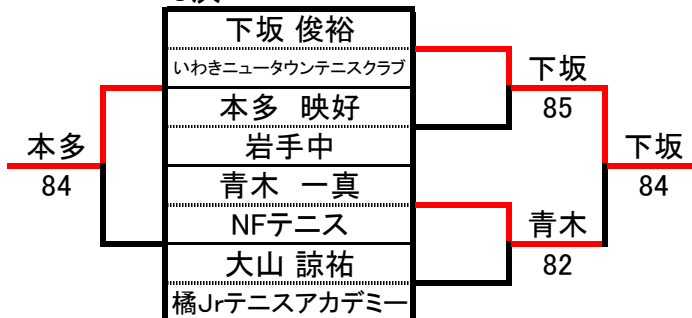 下坂 俊裕
いわきニュータウンテニスクラブ
本多 映好
岩手中
青木 一真
NFテニス
大山 諒祐
橘Jrテニスアカデミー
本多
84
下坂
85
青木
82
下坂
84